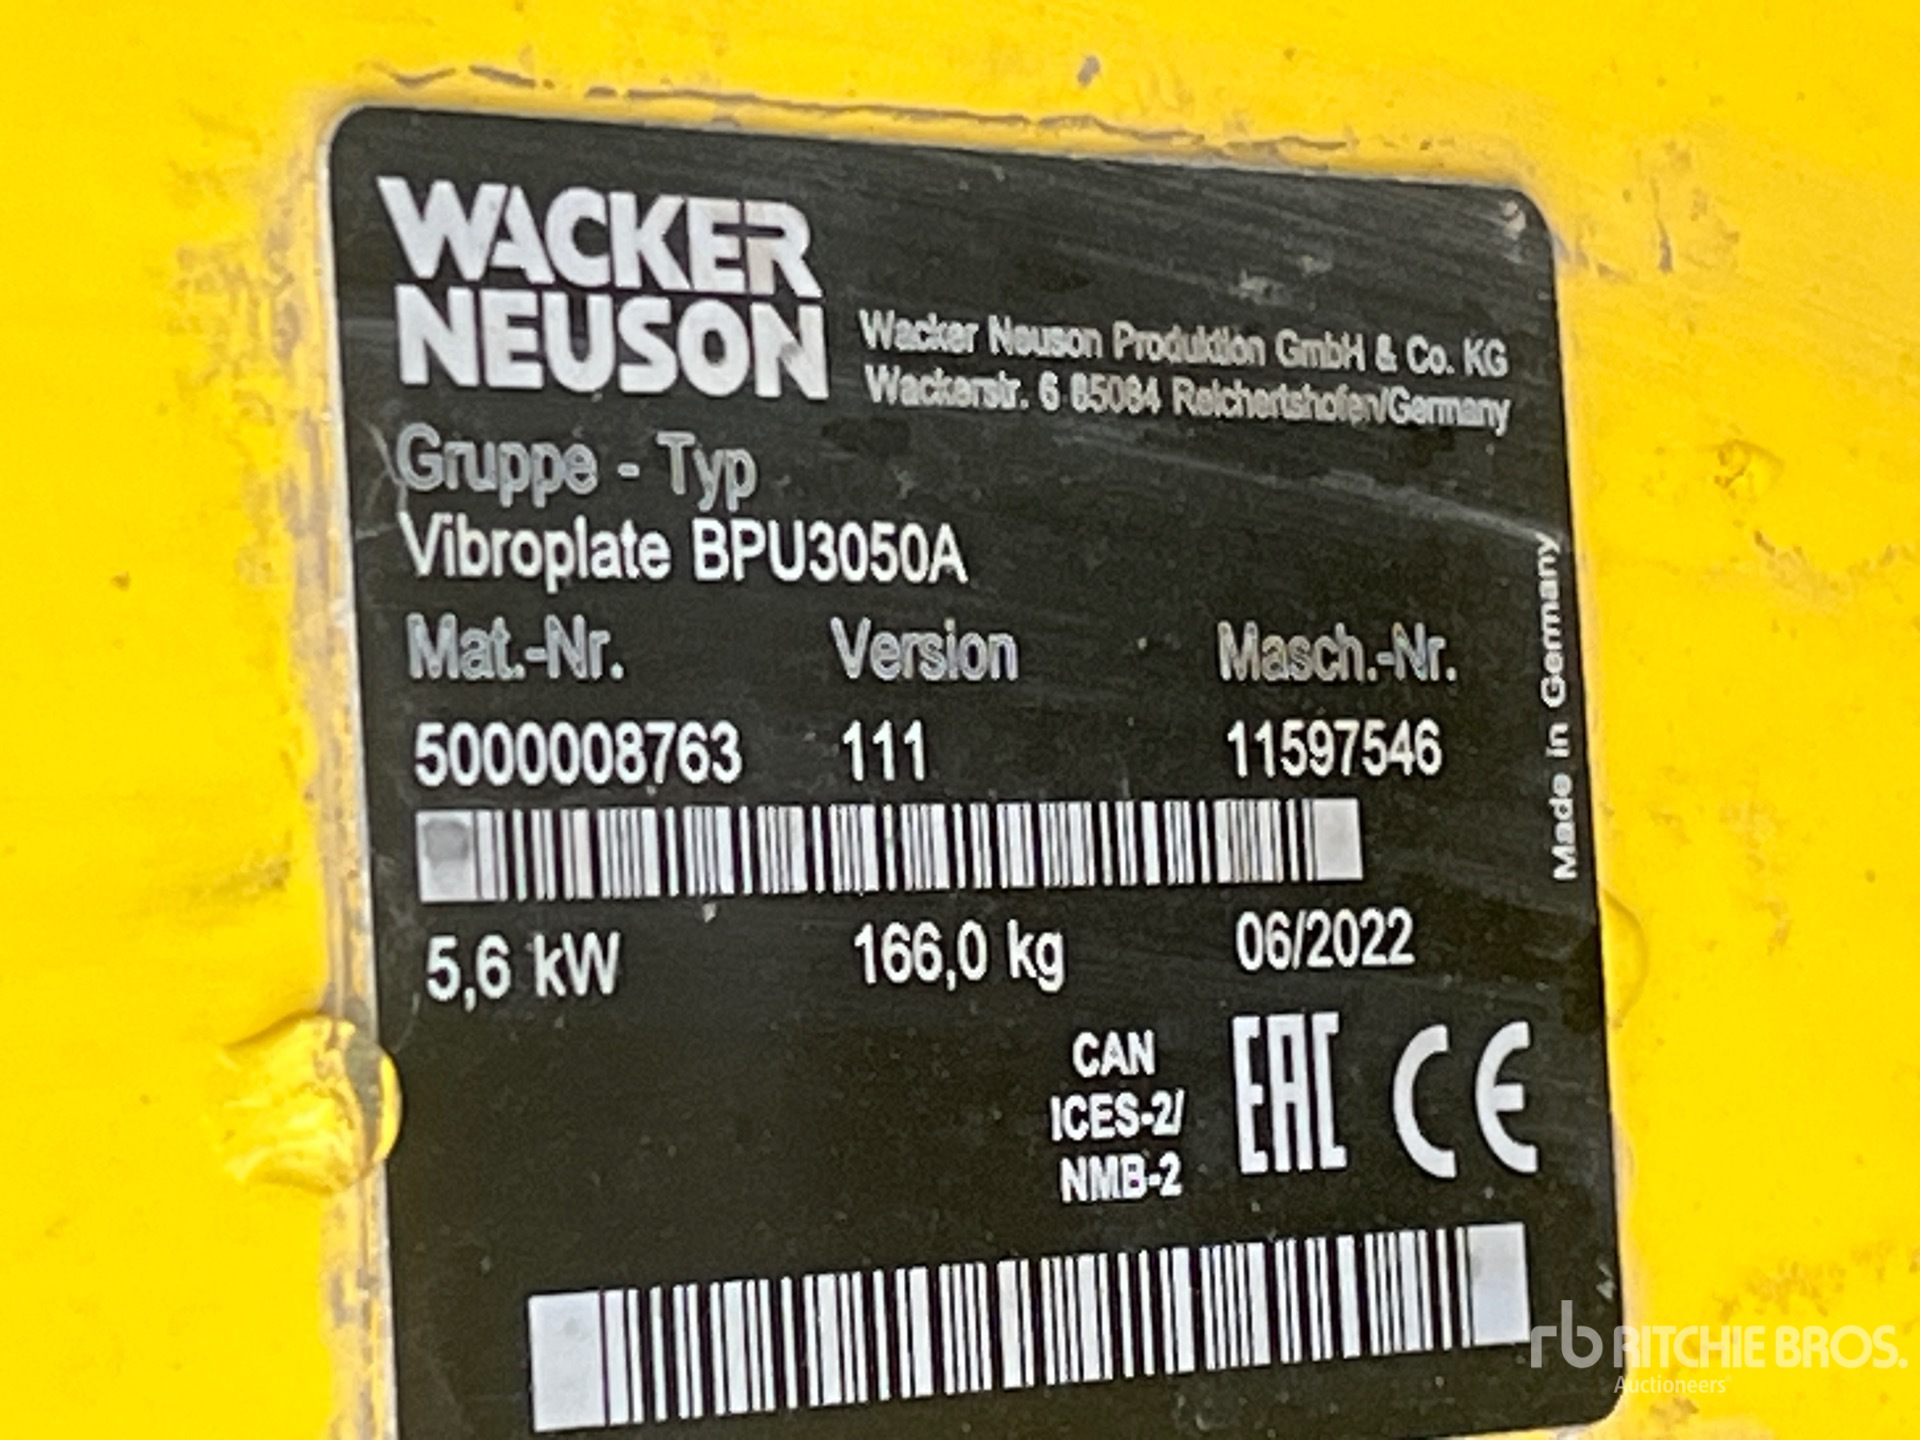 WACKER
NEUSON
Wacker Neuson Produktion GmbH & Co. KG
Wackerstr. 6 85084 Reichertshofen/Germany
Gruppe - Typ
Vibroplate BPU3050A
Mat.-Nr. Version Masch.-Nr.
5000008763 111 11597546
5,6 kW 166,0 kg 06/2022
Made in Germany
CAN
ICES-2/
NMB-2
EAC CE
rb RITCHIE BROS.
Auctioneers